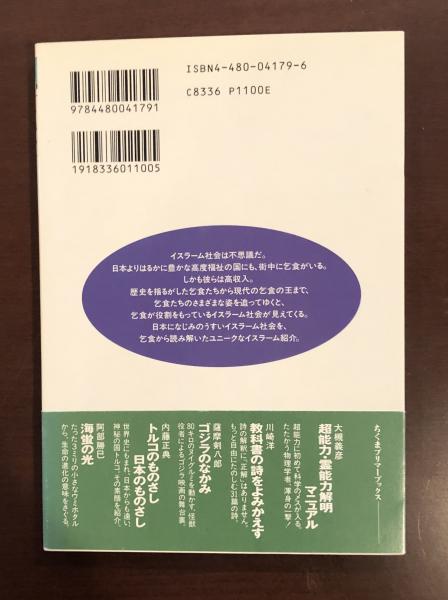 ISBN4-480-04179-6
C8336 P1100E
9784480041791
1918336011005
イスラーム社会は不思議だ。
日本よりはるかに豊かな高度福祉の国にも、街中に乞食がいる。
しかも彼らは高収入。
歴史を揺るがした乞食たちから現代の乞食の王まで、
乞食たちのさまざまな姿を追ってゆくと、
乞食が役割をもっているイスラーム社会が見えてくる。
日本になじみのうすいイスラーム社会を、
乞食から読み解いたユニークなイスラーム紹介。
ちくまプリマーブックス
大槻義彦
超能力・霊能力解明
マニュアル
超能力に初めて科学のメスが入る。
たたかう物理学者、渾身の一撃!
川崎洋
教科書の詩をよみかえす
詩の解釈に、「正解」はありません。
もっと自由にたのしむ31篇の詩。
薩摩剣八郎
ゴジラのなかみ
80キロのヌイグルミを動かす、怪獣
役者によるゴジラ映画の舞台裏。
内藤正典
トルコのものさし
日本のものさし
世界史にもまれ、日本からも遠い、
神秘の国トルコ。その素顔を紹介。
阿部勝巳
海蛍の光
たった3ミリの小さなウミホタル
から、生命の進化の意味をさぐる。